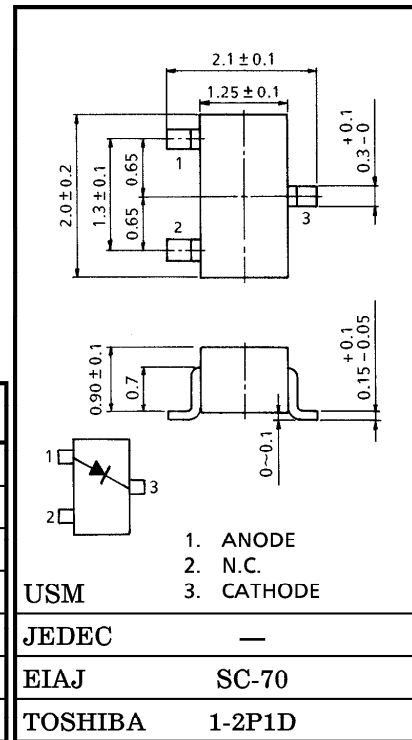 2.1 ± 0.1
1.25 ± 0.1
+0.1
0.3 - 0
2.0 ± 0.2
1.3 ± 0.1
0.65
0.65
1
2
3
+0.1
0.15 - 0.05
0.90 ± 0.1
0.7
0~0.1
1
2
3
1. ANODE
2. N.C.
3. CATHODE
USM
JEDEC —
EIAJ SC-70
TOSHIBA 1-2P1D